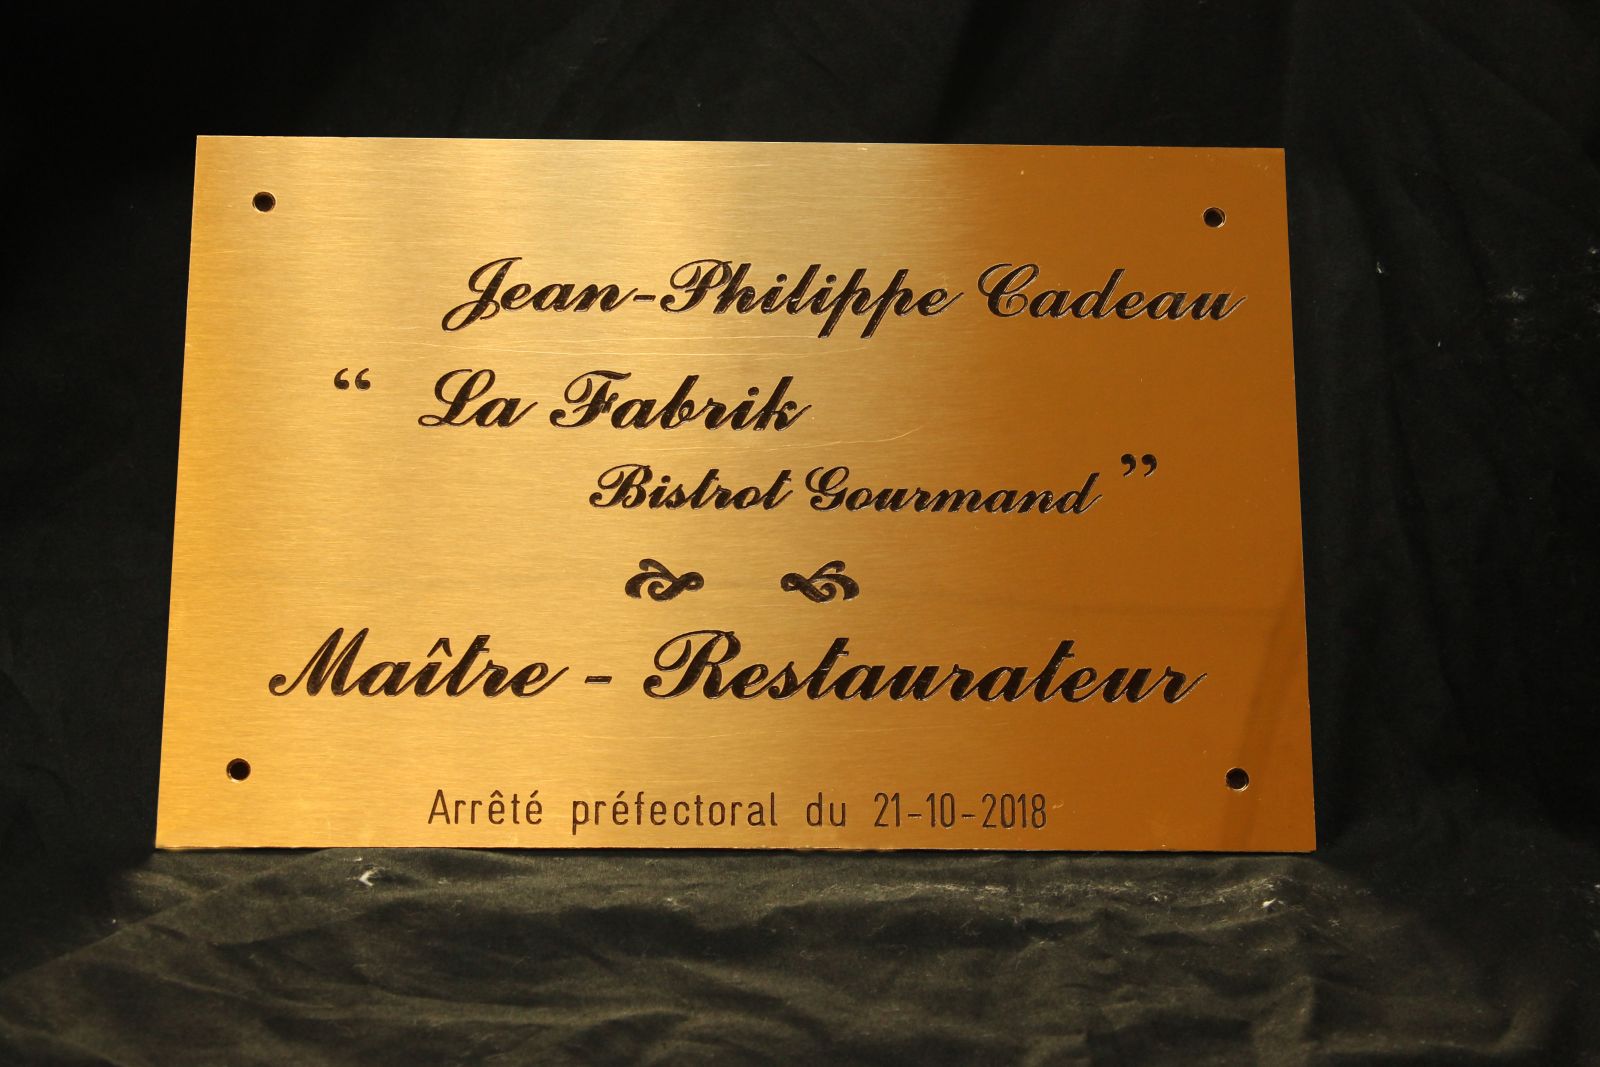 Jean-Philippe Cadeau
“ La Fabrik
Bistrot Gourmand ”
Maître - Restaurateur
Arrêté préfectoral du 21-10-2018